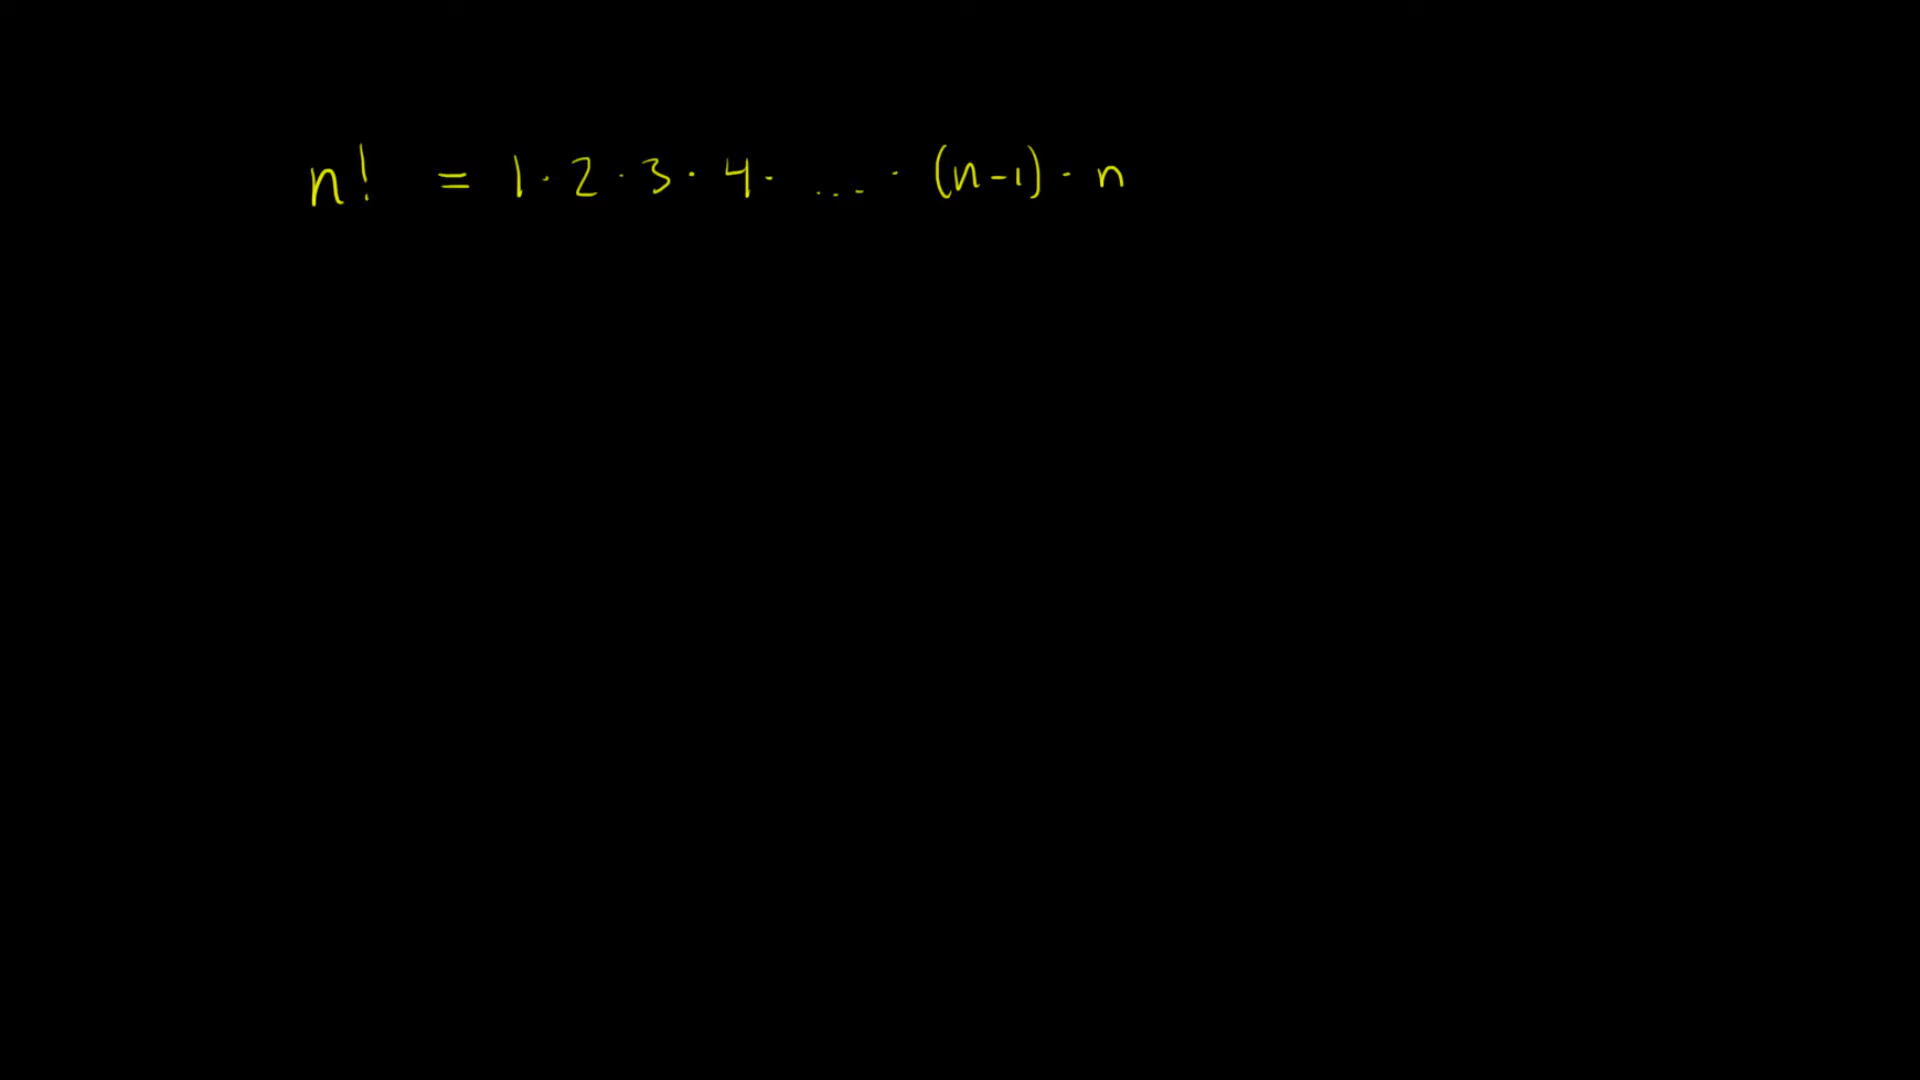 n! = 1 · 2 · 3 · 4 · ... · (n-1) · n